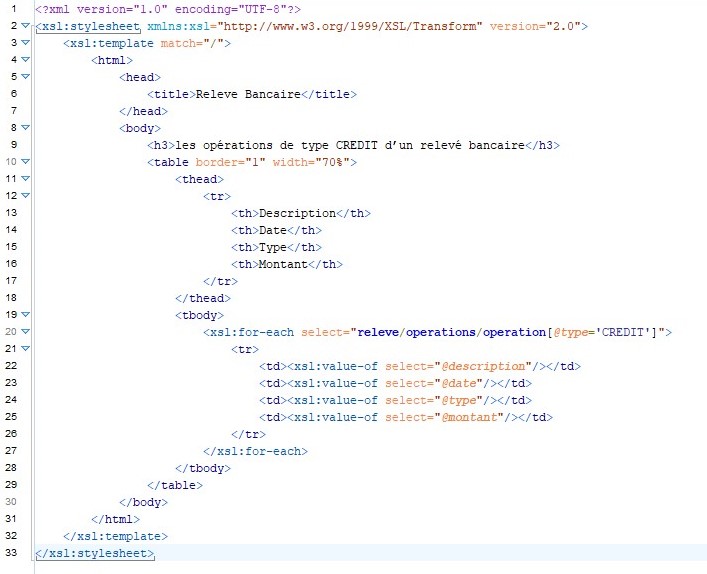 1 <?xml version="1.0" encoding="UTF-8"?>
2 <xsl:stylesheet xmlns:xsl="http://www.w3.org/1999/XSL/Transform" version="2.0">
3 <xsl:template match="/">
4 <html>
5 <head>
6 <title>Releve Bancaire</title>
7 </head>
8 <body>
9 <h3>les opérations de type CREDIT d’un relevé bancaire</h3>
10 <table border="1" width="70%">
11 <thead>
12 <tr>
13 <th>Description</th>
14 <th>Date</th>
15 <th>Type</th>
16 <th>Montant</th>
17 </tr>
18 </thead>
19 <tbody>
20 <xsl:for-each select="releve/operations/operation[@type='CREDIT']">
21 <tr>
22 <td><xsl:value-of select="@description"/></td>
23 <td><xsl:value-of select="@date"/></td>
24 <td><xsl:value-of select="@type"/></td>
25 <td><xsl:value-of select="@montant"/></td>
26 </tr>
27 </xsl:for-each>
28 </tbody>
29 </table>
30 </body>
31 </html>
32 </xsl:template>
33 </xsl:stylesheet>